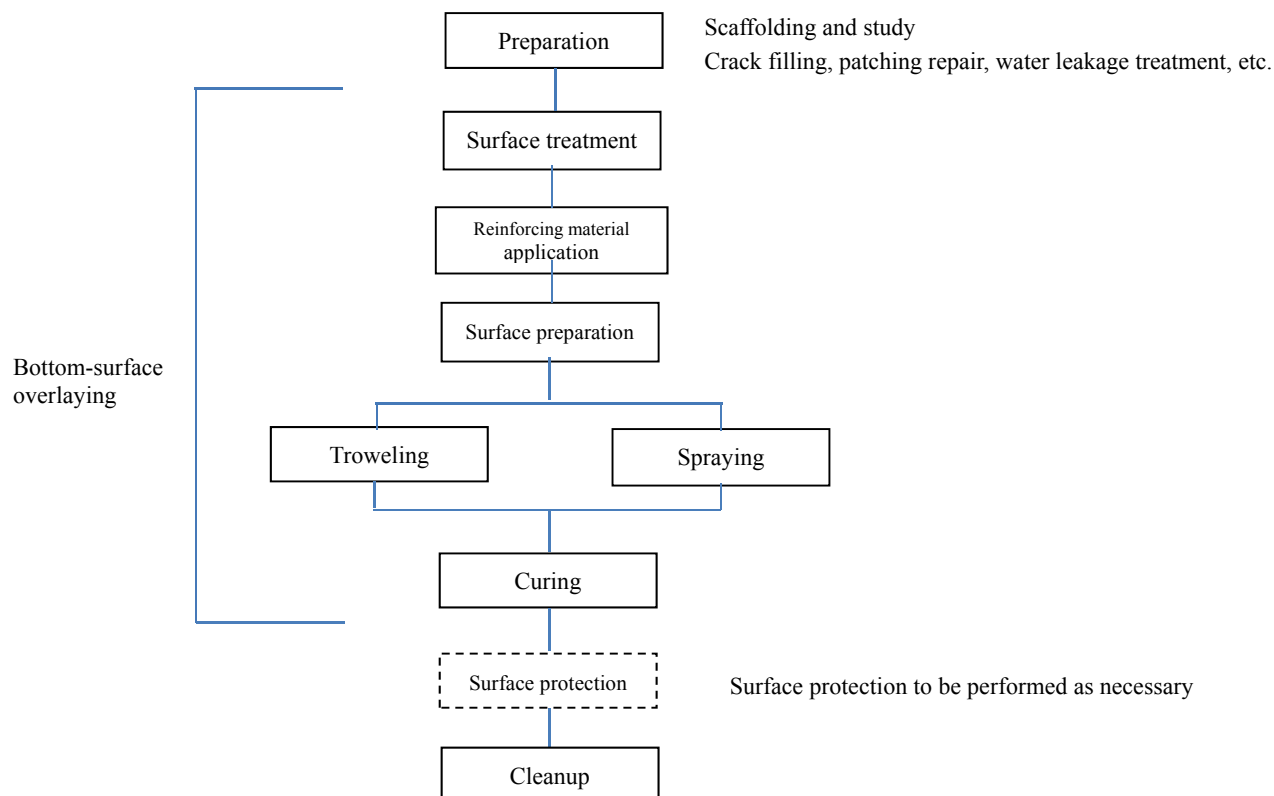 Preparation
Scaffolding and study
Crack filling, patching repair, water leakage treatment, etc.
Surface treatment
Reinforcing material
application
Surface preparation
Bottom-surface
overlaying
Troweling
Spraying
Curing
Surface protection
Surface protection to be performed as necessary
Cleanup